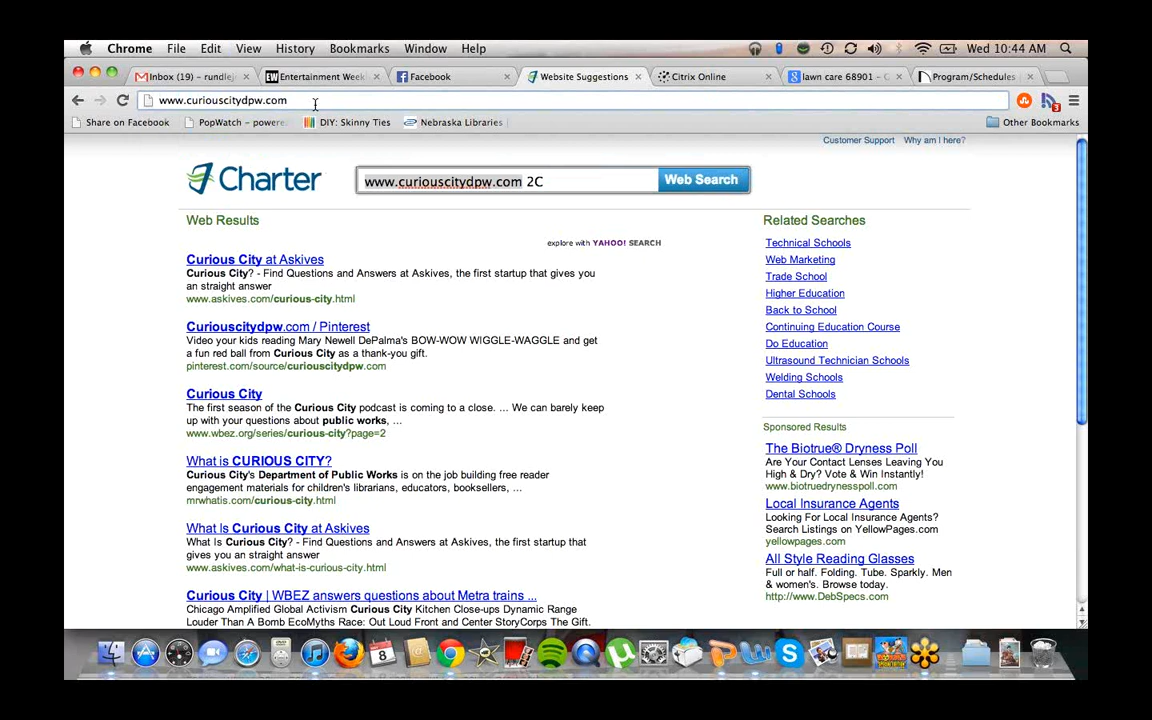 Chrome File Edit View History Bookmarks Window Help Wed 10:44 AM
Inbox (19) – rundlej Entertainment Week Facebook Website Suggestions Citrix Online lawn care 68901 – Program/Schedules
www.curiouscitydpw.com 3
Share on Facebook PopWatch – powere DIY: Skinny Ties Nebraska Libraries Other Bookmarks
Customer Support Why am I here?
Charter www.curiouscitydpw.com 2C Web Search
Web Results
Related Searches
explore with YAHOO! SEARCH
Curious City at Askives
Curious City? - Find Questions and Answers at Askives, the first startup that gives you
an straight answer
www.askives.com/curious-city.html
Curiouscitydpw.com / Pinterest
Video your kids reading Mary Newell DePalma's BOW-WOW WIGGLE-WAGGLE and get
a fun red ball from Curious City as a thank-you gift.
pinterest.com/source/curiouscitydpw.com
Curious City
The first season of the Curious City podcast is coming to a close. ... We can barely keep
up with your questions about public works, ...
www.wbez.org/series/curious-city?page=2
What is CURIOUS CITY?
Curious City's Department of Public Works is on the job building free reader
engagement materials for children's librarians, educators, booksellers, ...
mrwhatis.com/curious-city.html
What Is Curious City at Askives
What Is Curious City? - Find Questions and Answers at Askives, the first startup that
gives you an straight answer
www.askives.com/what-is-curious-city.html
Curious City | WBEZ answers questions about Metra trains ...
Chicago Amplified Global Activism Curious City Kitchen Close-ups Dynamic Range
Louder Than A Bomb EcoMyths Race: Out Loud Front and Center StoryCorps The Gift.
Technical Schools
Web Marketing
Trade School
Higher Education
Back to School
Continuing Education Course
Do Education
Ultrasound Technician Schools
Welding Schools
Dental Schools
Sponsored Results
The Biotrue® Dryness Poll
Are Your Contact Lenses Leaving You
High & Dry? Vote & Win Instantly!
www.biotruedrynesspoll.com
Local Insurance Agents
Looking For Local Insurance Agents?
Search Listings on YellowPages.com
yellowpages.com
All Style Reading Glasses
Full or half. Folding. Tube. Sparkly. Men
& women's. Browse today.
http://www.DebSpecs.com
8